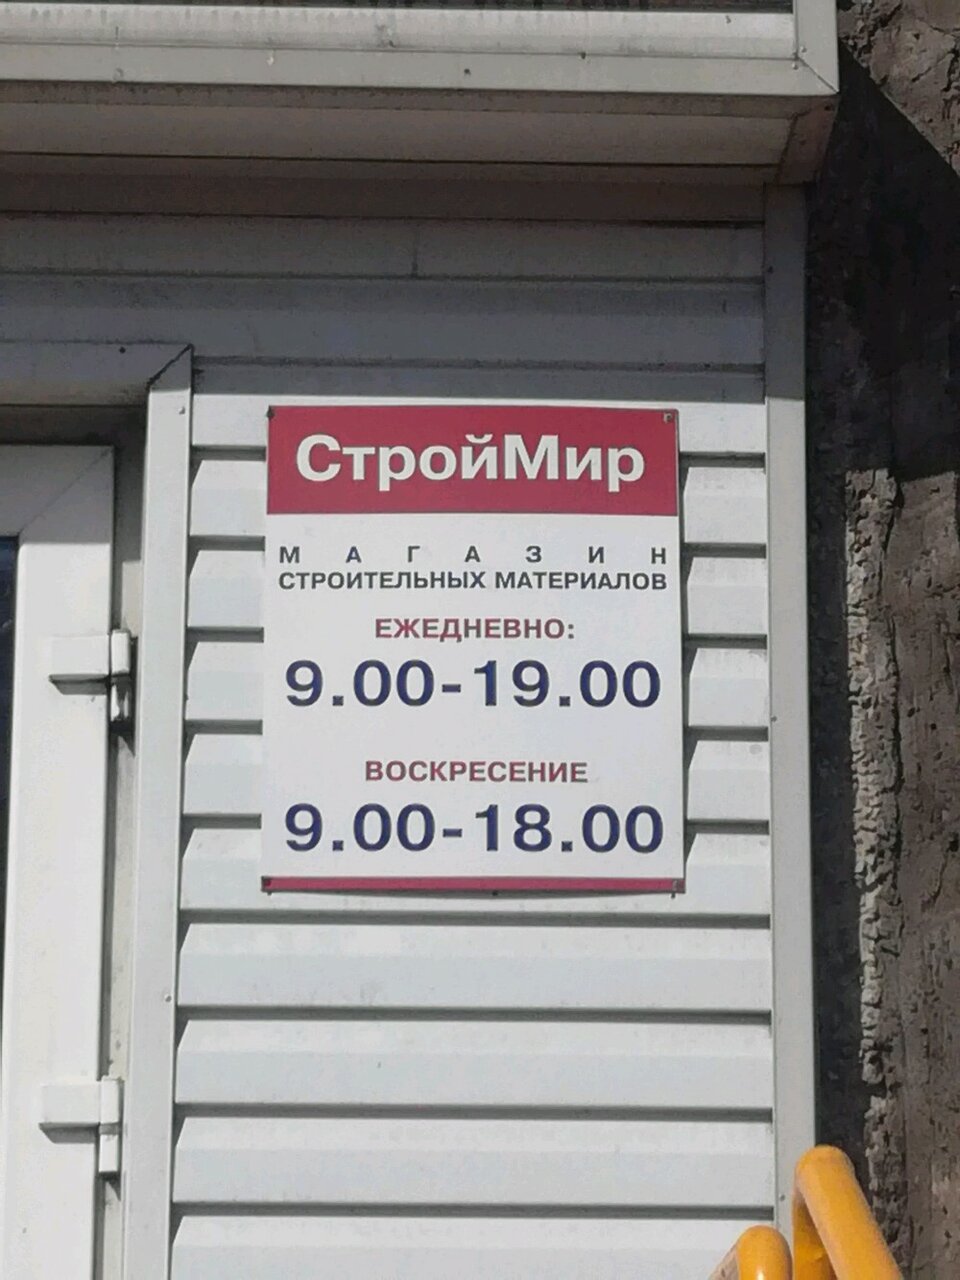 СтройМир
МАГАЗИН
СТРОИТЕЛЬНЫХ МАТЕРИАЛОВ
ЕЖЕДНЕВНО:
9.00-19.00
ВОСКРЕСЕНИЕ
9.00-18.00